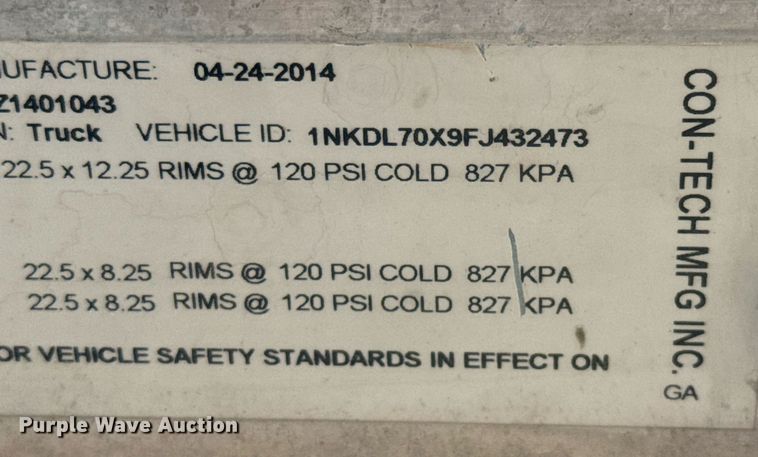 UFACTURE: 04-24-2014
Z1401043
N: Truck VEHICLE ID: 1NKDL70X9FJ432473
22.5 x 12.25 RIMS @ 120 PSI COLD 827 KPA
22.5 x 8.25 RIMS @ 120 PSI COLD 827 KPA
22.5 x 8.25 RIMS @ 120 PSI COLD 827 KPA
OR VEHICLE SAFETY STANDARDS IN EFFECT ON
CON-TECH MFG INC.
GA
Purple Wave Auction